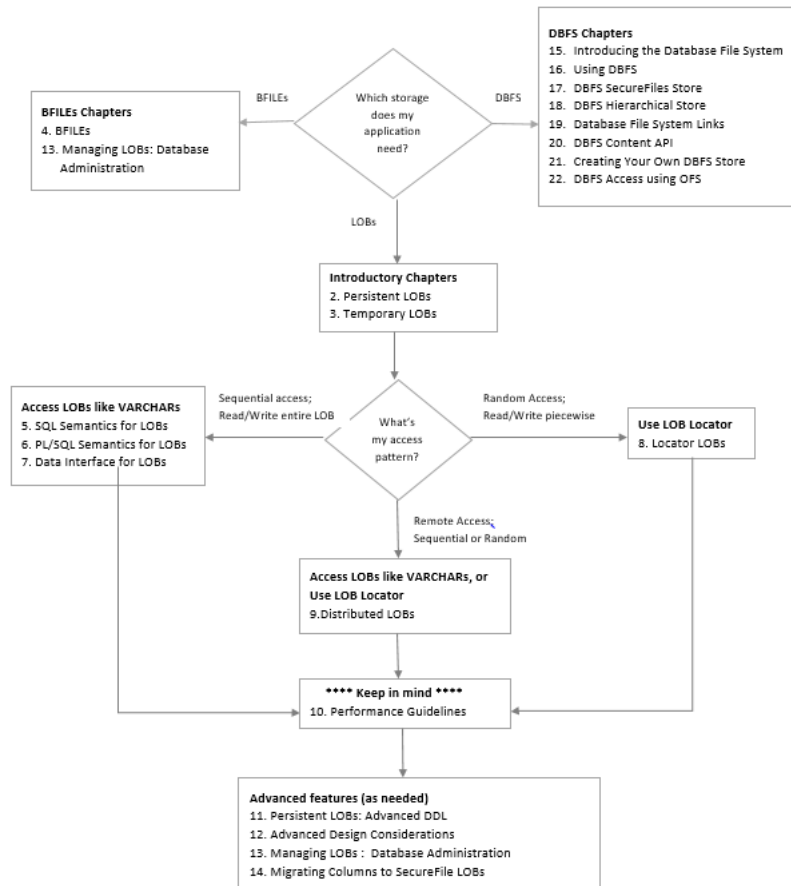 Which storage
does my
application
need?
BFILEs
DBFS
BFILEs Chapters
4. BFILEs
13. Managing LOBs: Database
Administration
DBFS Chapters
15. Introducing the Database File System
16. Using DBFS
17. DBFS SecureFiles Store
18. DBFS Hierarchical Store
19. Database File System Links
20. DBFS Content API
21. Creating Your Own DBFS Store
22. DBFS Access using OFS
LOBs
Introductory Chapters
2. Persistent LOBs
3. Temporary LOBs
What's
my access
pattern?
Sequential access;
Read/Write entire LOB
Random Access;
Read/Write piecewise
Access LOBs like VARCHARs
5. SQL Semantics for LOBs
6. PL/SQL Semantics for LOBs
7. Data Interface for LOBs
Use LOB Locator
8. Locator LOBs
Remote Access;
Sequential or Random
Access LOBs like VARCHARs, or
Use LOB Locator
9.Distributed LOBs
**** Keep in mind ****
10. Performance Guidelines
Advanced features (as needed)
11. Persistent LOBs: Advanced DDL
12. Advanced Design Considerations
13. Managing LOBs : Database Administration
14. Migrating Columns to SecureFile LOBs